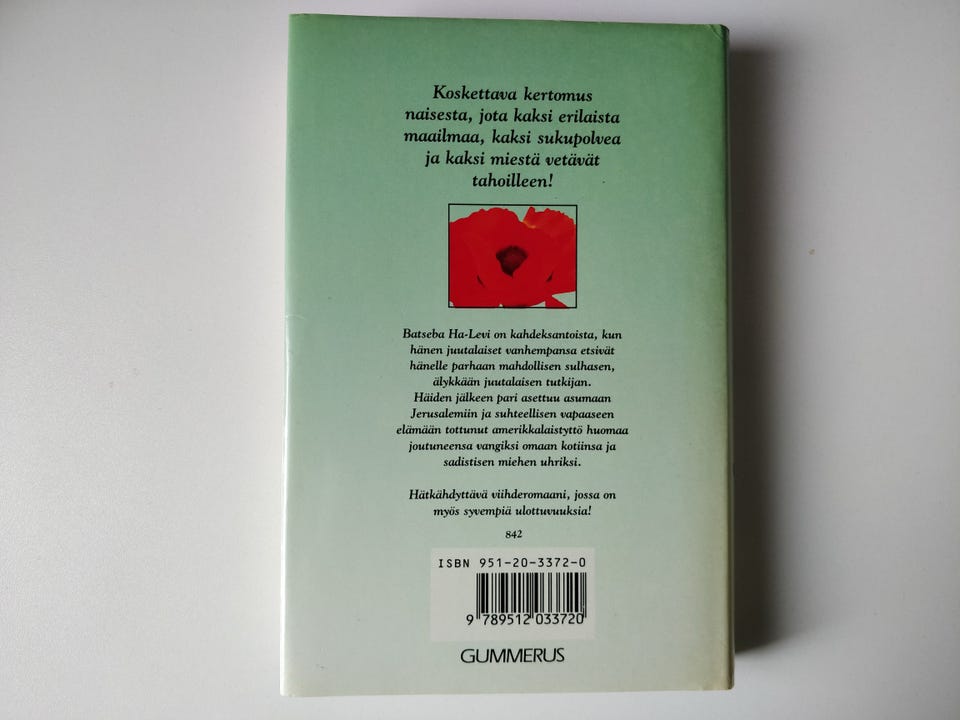 Koskettava kertomus
naisesta, jota kaksi erilaista
maailmaa, kaksi sukupolvea
ja kaksi miestä vetävät
tahoilleen!
Batseba Ha-Levi on kahdeksantoista, kun
hänen juutalaiset vanhempansa etsivät
hänelle parhaan mahdollisen sulhasen,
älykkään juutalaisen tutkijan.
Häiden jälkeen pari asettuu asumaan
Jerusalemiin ja suhteellisen vapaaseen
elämään tottunut amerikkalaistyttö huomaa
joutuneensa vangiksi omaan kotiinsa ja
sadistisen miehen uhriksi.
Hätkähdyttävä viihderomaani, jossa on
myös syvempiä ulottuvuuksia!
842
ISBN 951-20-3372-0
9 789512 033720
GUMMERUS